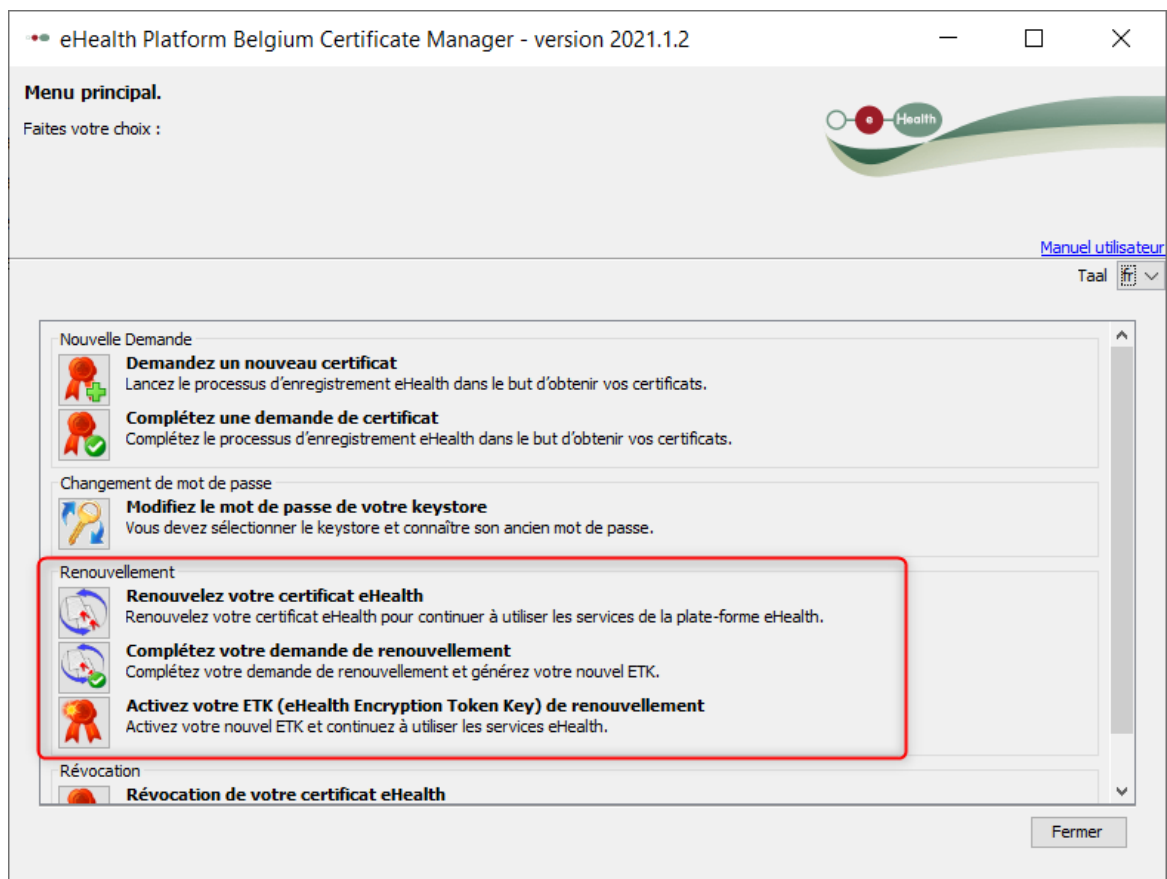 eHealth Platform Belgium Certificate Manager - version 2021.1.2
Menu principal.
Faites votre choix :
e Health
Manuel utilisateur
Taal fr
Nouvelle Demande
Demandez un nouveau certificat
Lancez le processus d’enregistrement eHealth dans le but d’obtenir vos certificats.
Complétez une demande de certificat
Complétez le processus d’enregistrement eHealth dans le but d’obtenir vos certificats.
Changement de mot de passe
Modifiez le mot de passe de votre keystore
Vous devez sélectionner le keystore et connaître son ancien mot de passe.
Renouvellement
Renouvelez votre certificat eHealth
Renouvelez votre certificat eHealth pour continuer à utiliser les services de la plate-forme eHealth.
Complétez votre demande de renouvellement
Complétez votre demande de renouvellement et générez votre nouvel ETK.
Activez votre ETK (eHealth Encryption Token Key) de renouvellement
Activez votre nouvel ETK et continuez à utiliser les services eHealth.
Révocation
Révocation de votre certificat eHealth
Fermer